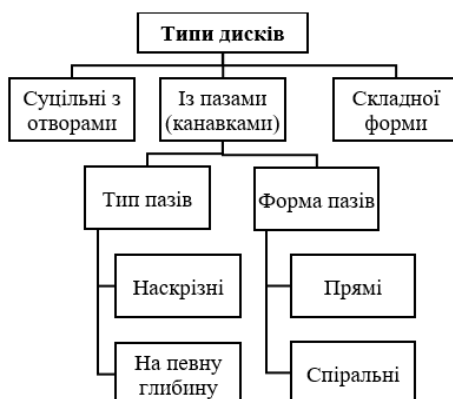 Типи дисків
Суцільні з
отворами
Із пазами
(канавками)
Складної
форми
Тип пазів
Форма пазів
Наскрізні
Прямі
На певну
глибину
Спіральні